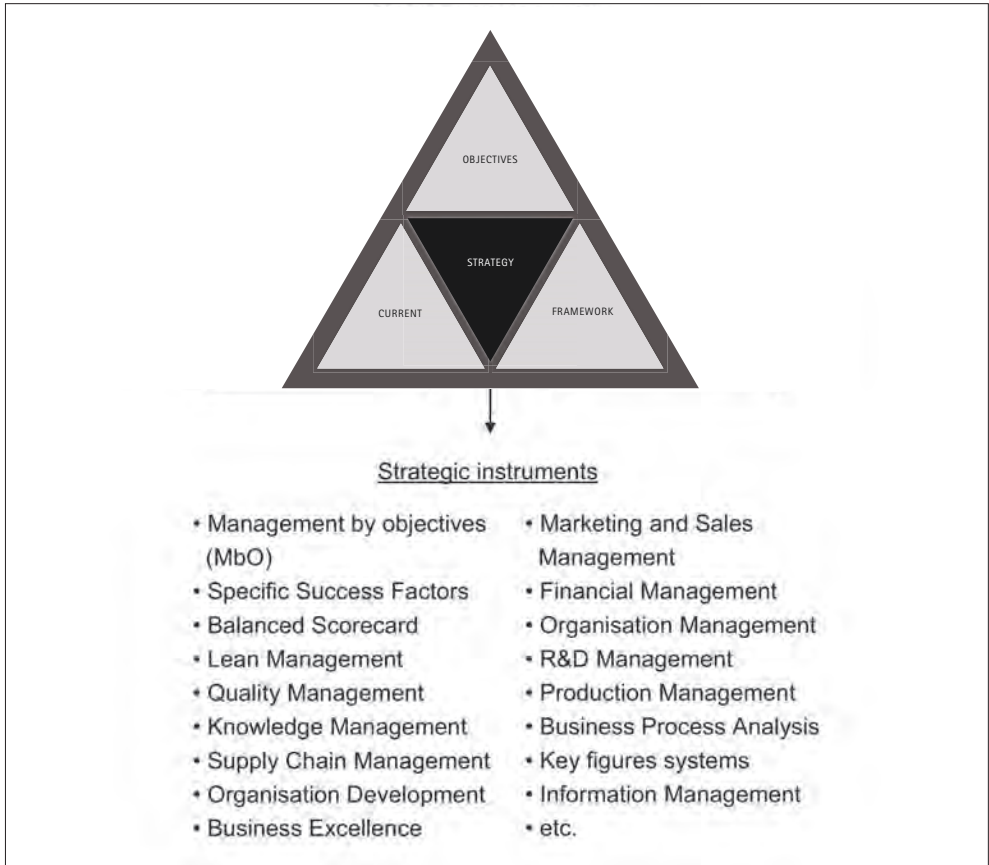 OBJECTIVES
STRATEGY
CURRENT
FRAMEWORK
Strategic instruments
• Management by objectives
(MbO)
• Specific Success Factors
• Balanced Scorecard
• Lean Management
• Quality Management
• Knowledge Management
• Supply Chain Management
• Organisation Development
• Business Excellence
• Marketing and Sales
Management
• Financial Management
• Organisation Management
• R&D Management
• Production Management
• Business Process Analysis
• Key figures systems
• Information Management
• etc.